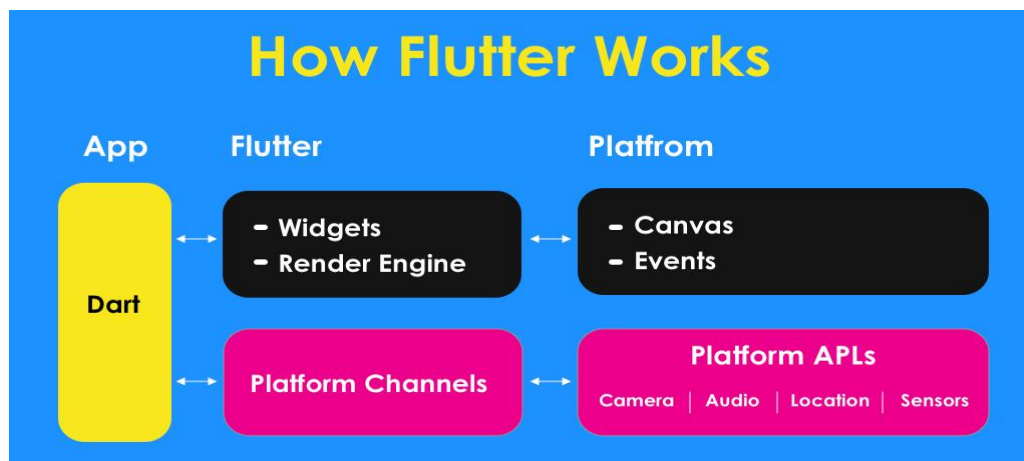 How Flutter Works
App Flutter Platfrom
- Widgets
- Render Engine
- Canvas
- Events
Dart
Platform Channels
Platform APLs
Camera | Audio | Location | Sensors